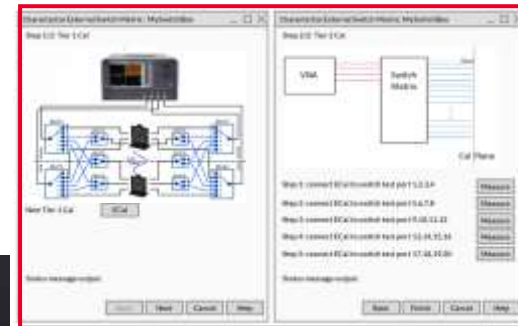 Characterize External Switch Matrix: MySwitchBox
Step 1/2: Tier-1 Cal
New Tier-1 Cal
ECal
Status message output
Back
Next
Cancel
Help
Characterize External Switch Matrix: MySwitchBox
Step 2/2: Tier-2 Cal
VNA
Switch
Matrix
Cal Plane
Step 1: connect ECal to switch test port 1,2,3,4
Measure
Step 2: connect ECal to switch test port 5,6,7,8
Measure
Step 3: connect ECal to switch test port 9,10,11,12
Measure
Step 4: connect ECal to switch test port 13,14,15,16
Measure
Step 5: connect ECal to switch test port 17,18,19,20
Measure
Status message output
Back
Finish
Cancel
Help